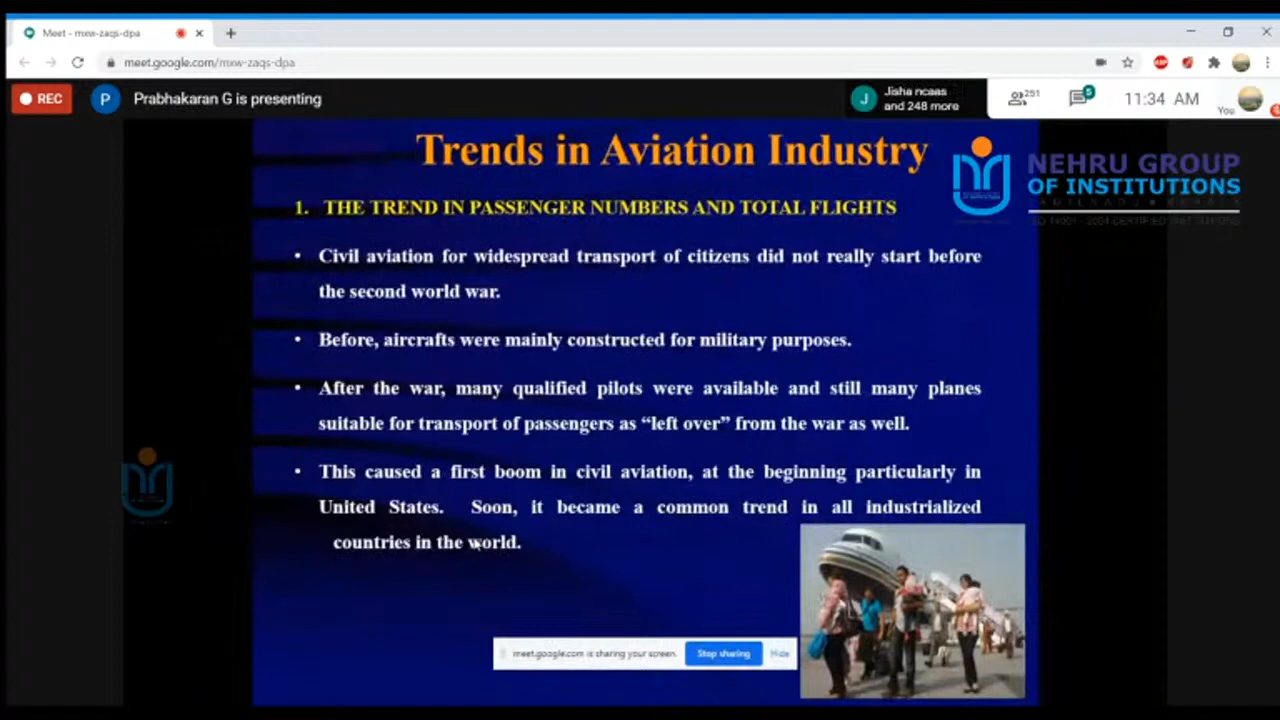 Meet - mxw-zaqs-dpa
meet.google.com/mxw-zaqs-dpa
ABP
REC
P
Prabhakaran G is presenting
J
Jisha ncaas
and 248 more
291
5
11:34 AM
You
Trends in Aviation Industry
NEHRU GROUP
OF INSTITUTIONS
1. THE TREND IN PASSENGER NUMBERS AND TOTAL FLIGHTS
• Civil aviation for widespread transport of citizens did not really start before
the second world war.
• Before, aircrafts were mainly constructed for military purposes.
• After the war, many qualified pilots were available and still many planes
suitable for transport of passengers as “left over” from the war as well.
• This caused a first boom in civil aviation, at the beginning particularly in
United States. Soon, it became a common trend in all industrialized
countries in the world.
meet.google.com is sharing your screen.
Stop sharing
Hide